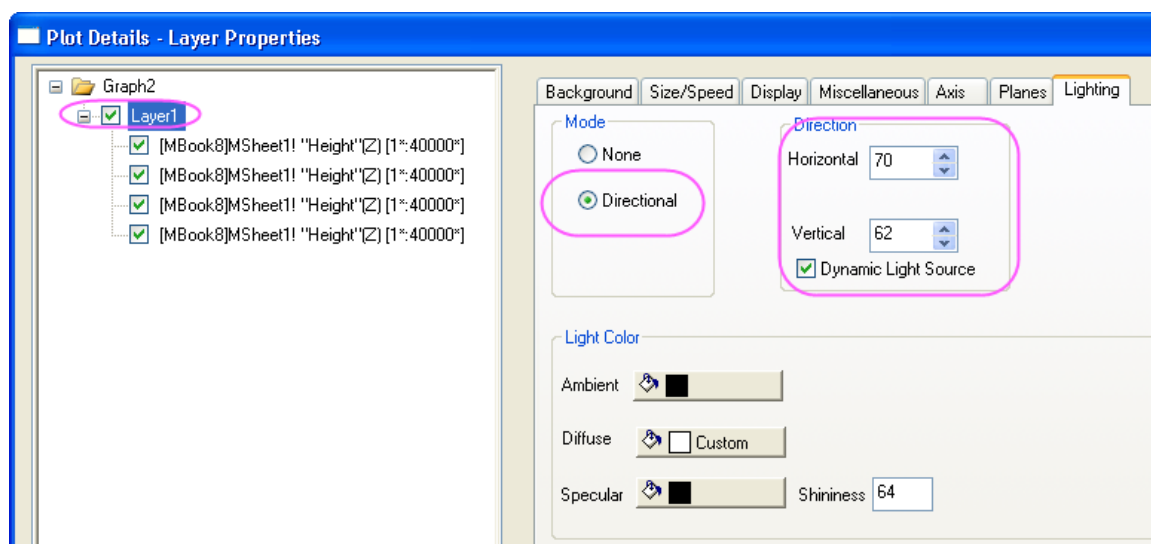 Plot Details - Layer Properties
Graph2
Layer1
[MBook8]MSheet1! "Height"(Z) [1*:40000*]
[MBook8]MSheet1! "Height"(Z) [1*:40000*]
[MBook8]MSheet1! "Height"(Z) [1*:40000*]
[MBook8]MSheet1! "Height"(Z) [1*:40000*]
Background Size/Speed Display Miscellaneous Axis Planes Lighting
Mode
None
Directional
Direction
Horizontal 70
Vertical 62
Dynamic Light Source
Light Color
Ambient
Diffuse Custom
Specular Shininess 64